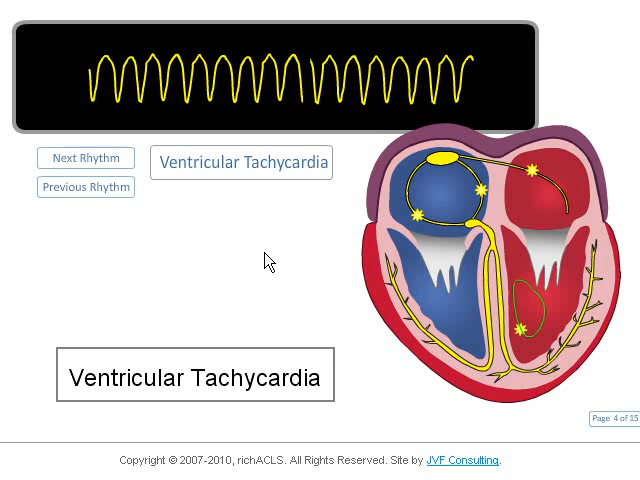 Next Rhythm
Ventricular Tachycardia
Previous Rhythm
Ventricular Tachycardia
Page 4 of 15
Copyright © 2007-2010, richACLS. All Rights Reserved. Site by JVF Consulting.